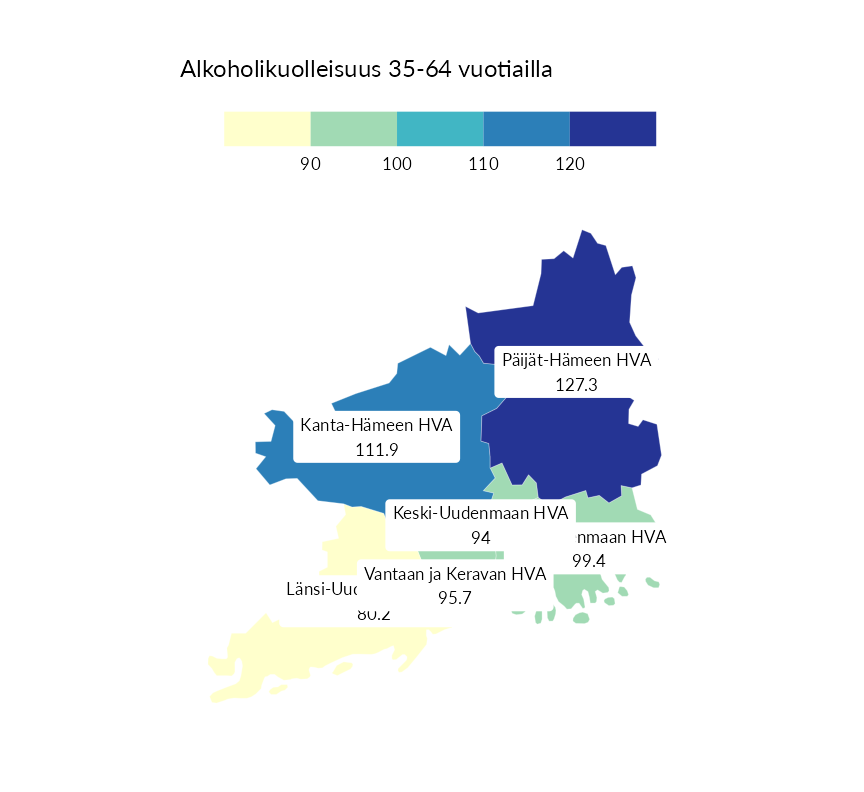 Alkoholikuolleisuus 35-64 vuotiailla
90 100 110 120
Päijät-Hämeen HVA
127.3
Kanta-Hämeen HVA
111.9
Keski-Uudenmaan HVA
94
nmaan HVA
99.4
Vantaan ja Keravan HVA
95.7
Länsi-Uud
80.2